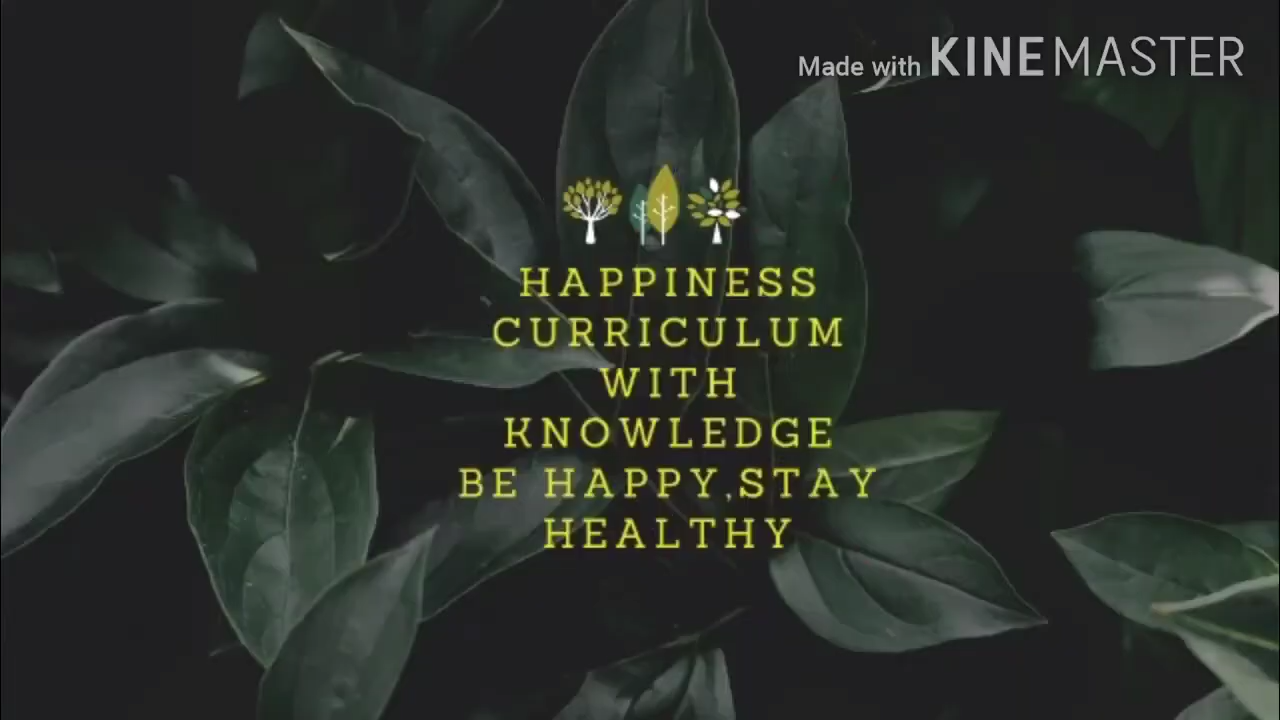 Made with KINEMASTER
HAPPINESS
CURRICULUM
WITH
KNOWLEDGE
BE HAPPY,STAY
HEALTHY